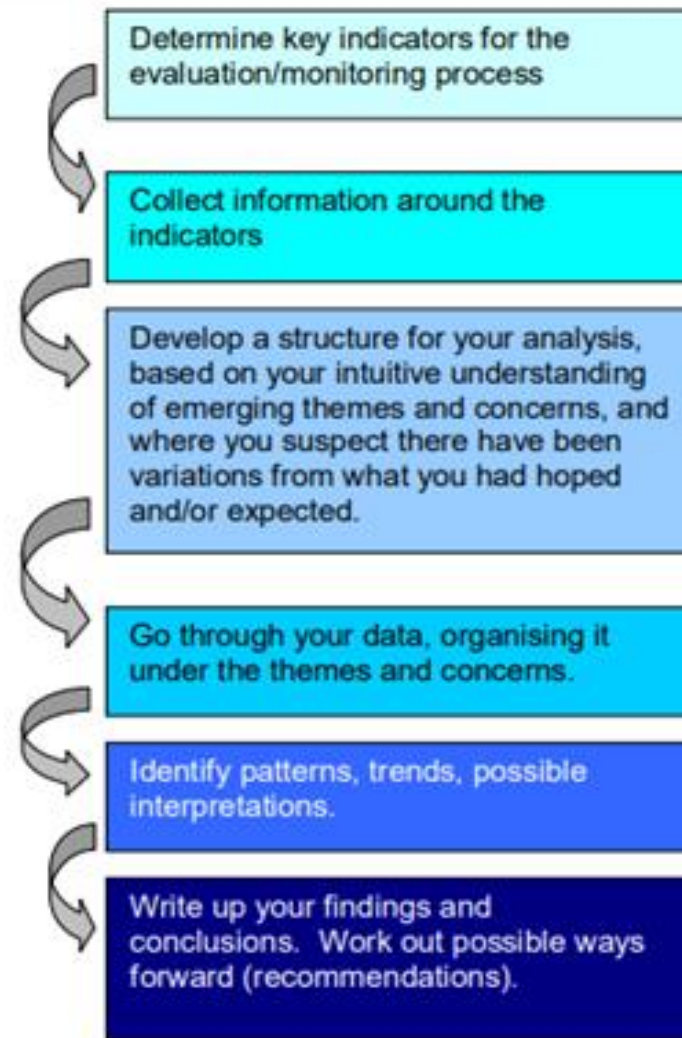 Determine key indicators for the
evaluation/monitoring process
Collect information around the
indicators
Develop a structure for your analysis,
based on your intuitive understanding
of emerging themes and concerns, and
where you suspect there have been
variations from what you had hoped
and/or expected.
Go through your data, organising it
under the themes and concerns.
Identify patterns, trends, possible
interpretations.
Write up your findings and
conclusions.  Work out possible ways
forward (recommendations).